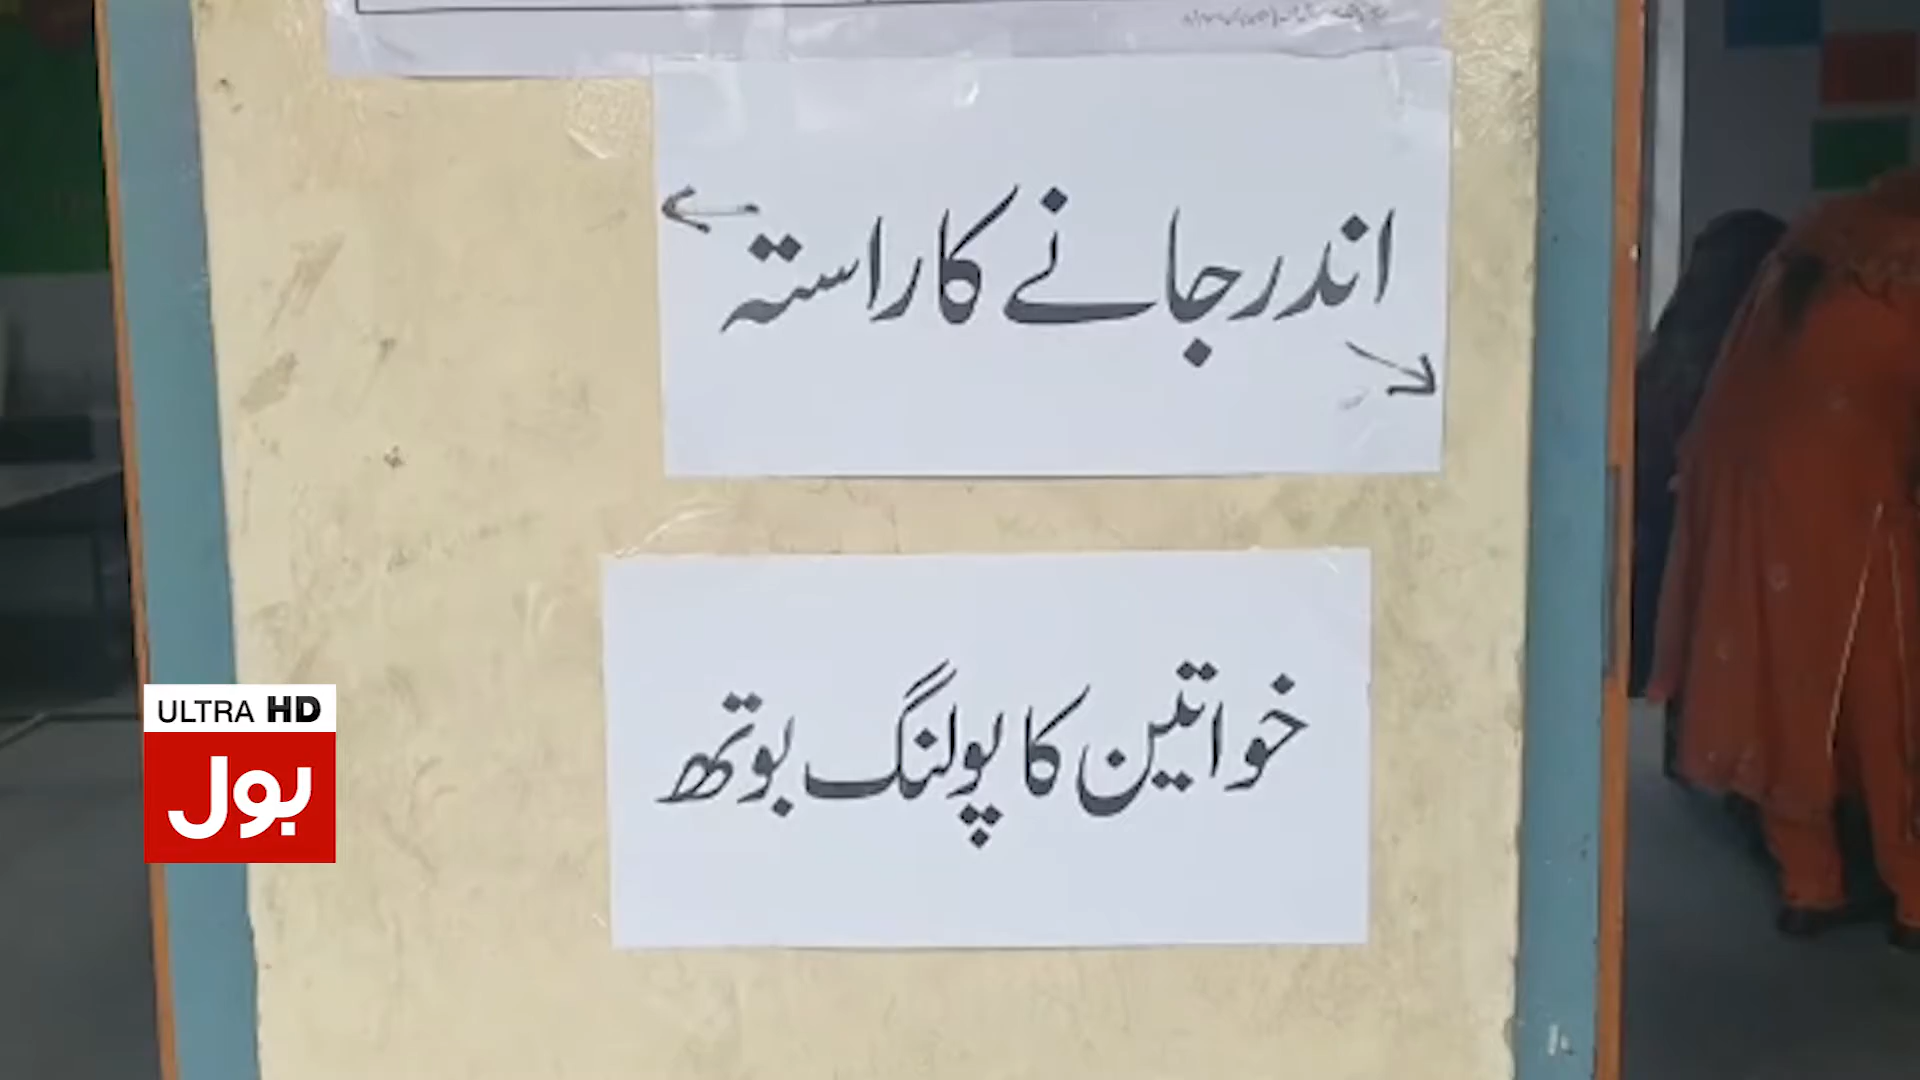 اندر جانے کا راستہ
خواتین کا پولنگ بوتھ
ULTRA HD
بول